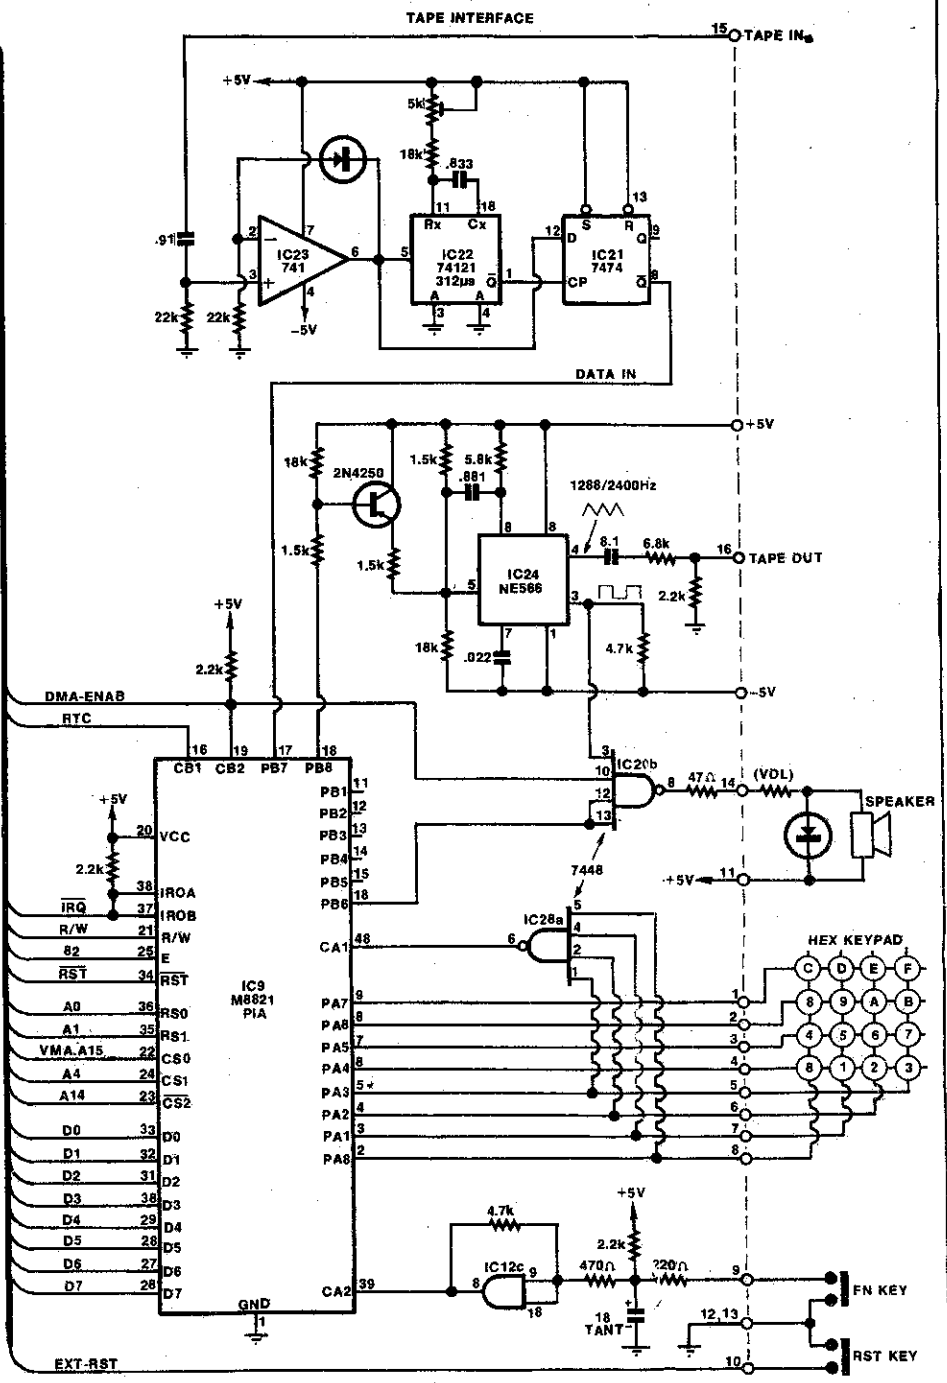 TAPE INTERFACE
15
TAPE IN
+5V
5k
18k
.833
11
18
13
.91
2
7
IC23
741
6
3
4
-5V
22k
22k
Rx
Cx
5
IC22
74121
312µs
Q
A
A
3
4
1
12
S
R
D
IC21
7474
Q
9
CP
Q
8
DATA IN
+5V
18k
2N4250
1.5k
5.8k
.881
1288/2400Hz
1.5k
1.5k
8
8
4
8.1
6.8k
16
TAPE OUT
IC24
NE566
5
3
2.2k
+5V
18k
7
1
.022
4.7k
2.2k
-5V
DMA-ENAB
RTC
16
19
17
18
CB1
CB2
PB7
PB8
3
IC20b
10
12
13
8
47Ω
14
(VOL)
SPEAKER
PB1
11
PB2
12
PB3
13
PB4
14
PB5
15
PB6
18
+5V
20
VCC
2.2k
7448
+5V
11
38
IROA
IRQ
37
IROB
R/W
21
R/W
82
25
E
RST
34
RST
IC28a
5
4
2
1
6
CA1
48
HEX KEYPAD
C D E F
8 9 A B
4 5 6 7
8 1 2 3
IC9
M8821
PIA
A0
36
RS0
A1
35
RS1
VMA.A15
22
CS0
A4
24
CS1
A14
23
CS2
PA7
9
1
PA8
8
2
PA5
7
3
PA4
8
4
PA3
5*
5
PA2
4
6
PA1
3
7
PA8
2
8
D0
33
D0
D1
32
D1
D2
31
D2
D3
38
D3
D4
29
D4
D5
28
D5
D6
27
D6
D7
28
D7
+5V
4.7k
2.2k
IC12c
470Ω
220Ω
9
FN KEY
CA2
39
8
9
18
18
TANT
12,13
GND
1
RST KEY
EXT-RST
10